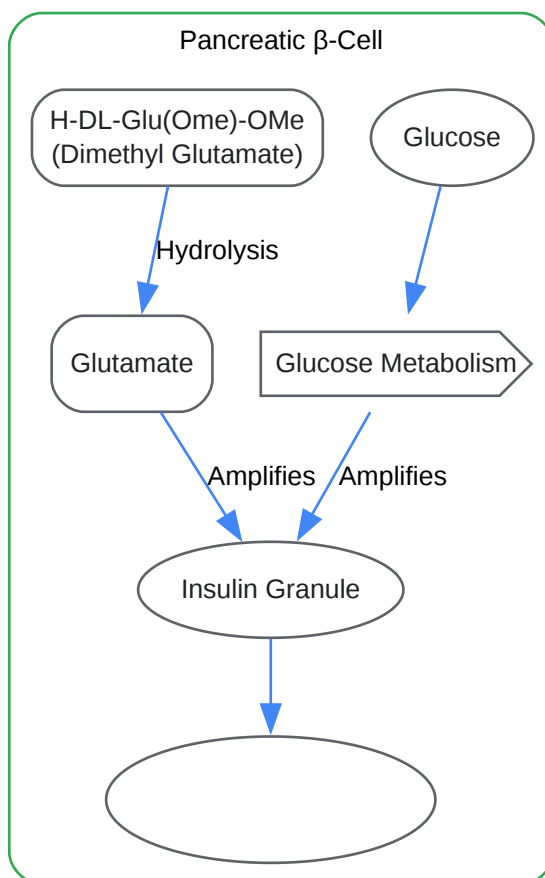 Pancreatic β-Cell
H-DL-Glu(Ome)-OMe
(Dimethyl Glutamate)
Glucose
Hydrolysis
Glutamate
Glucose Metabolism
Amplifies
Amplifies
Insulin Granule